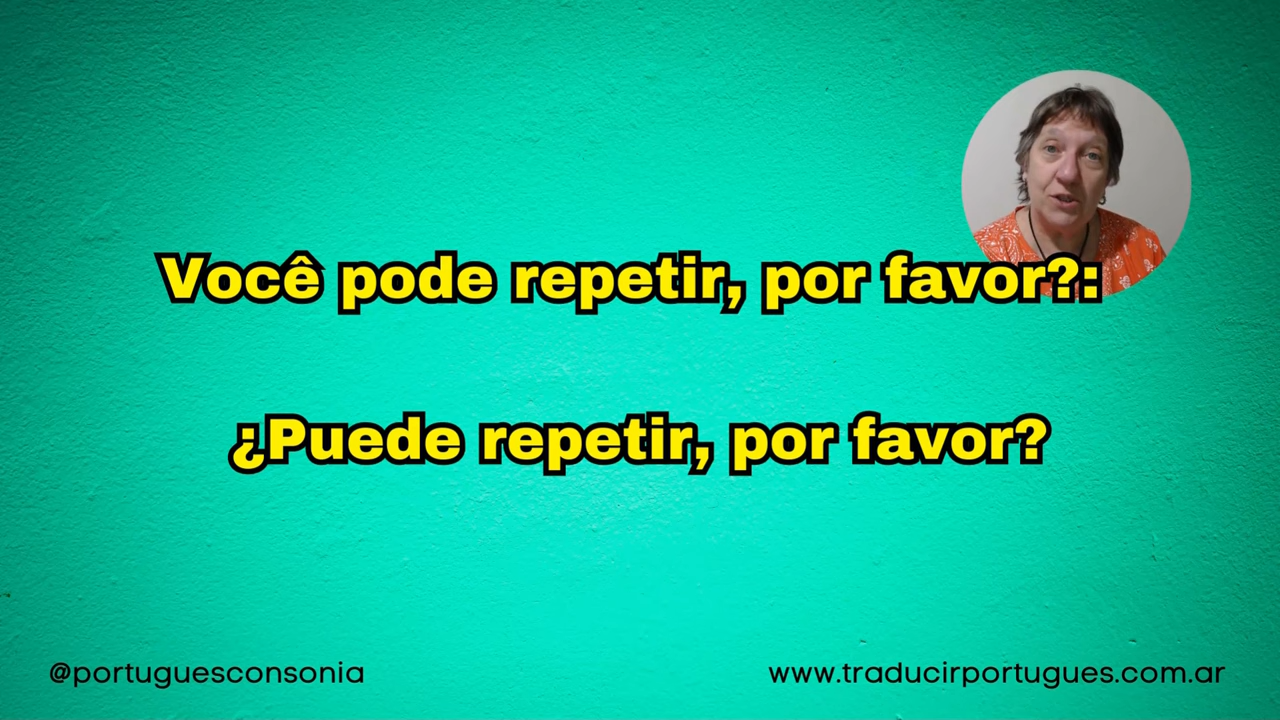 Você pode repetir, por favor?:
¿Puede repetir, por favor?
@portuguesconsonia
www.traducirportugues.com.ar